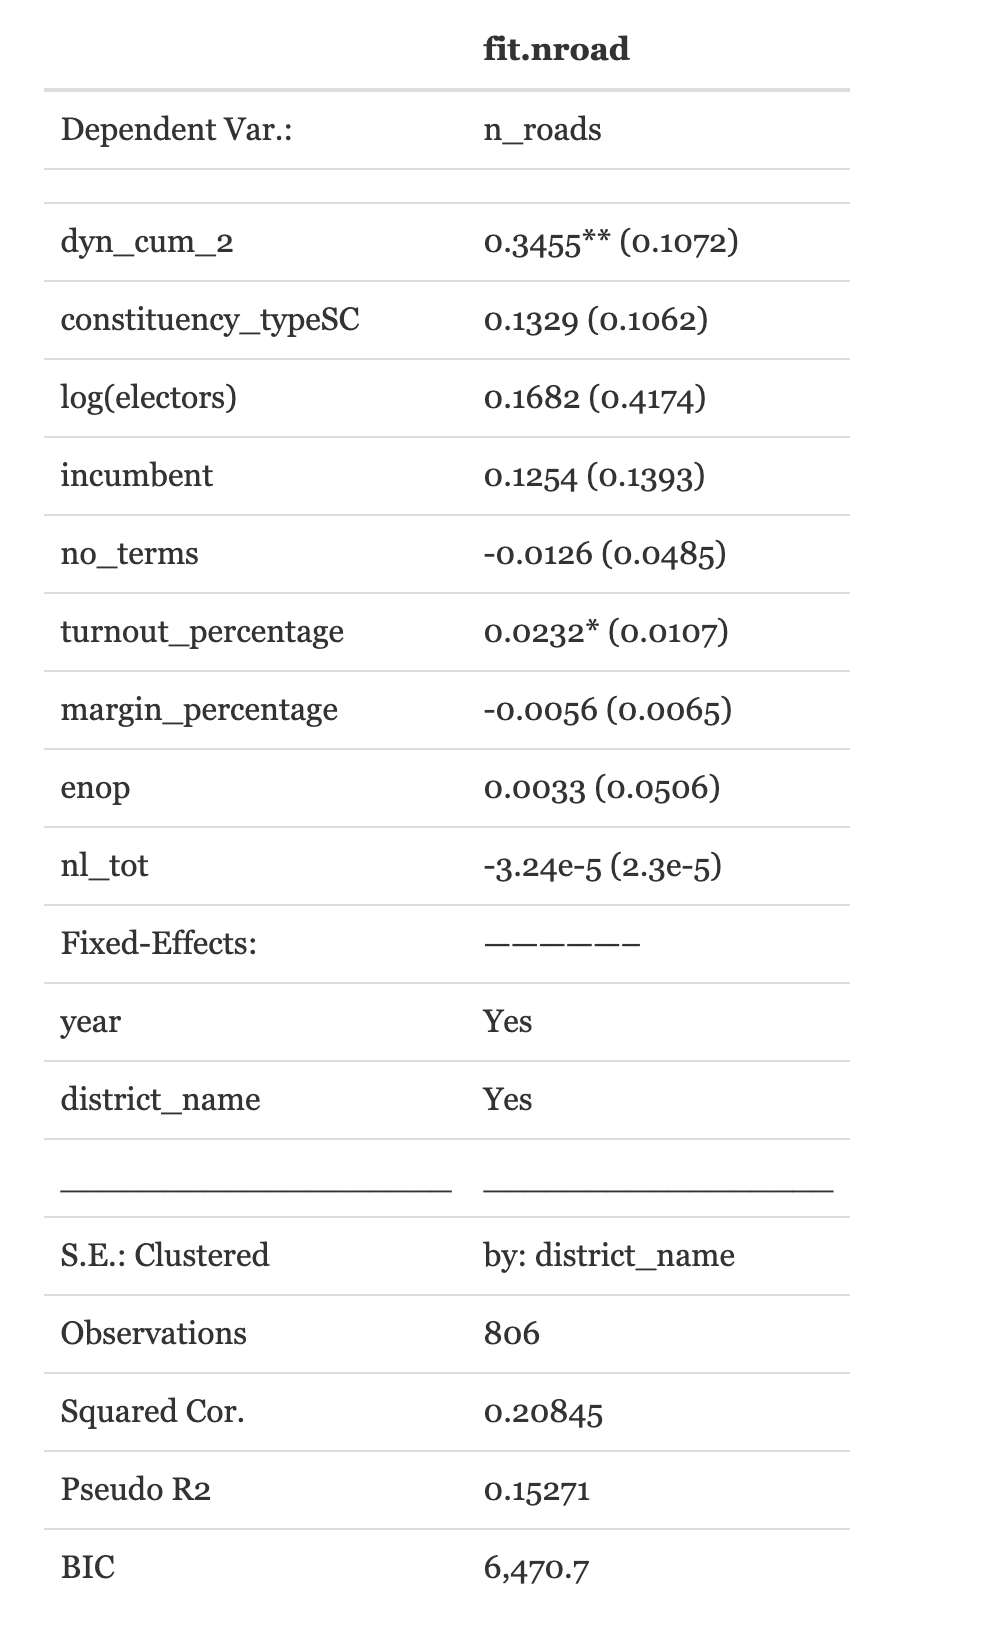 fit.nroad
Dependent Var.: n_roads
dyn_cum_2 0.3455** (0.1072)
constituency_typeSC 0.1329 (0.1062)
log(electors) 0.1682 (0.4174)
incumbent 0.1254 (0.1393)
no_terms -0.0126 (0.0485)
turnout_percentage 0.0232* (0.0107)
margin_percentage -0.0056 (0.0065)
enop 0.0033 (0.0506)
nl_tot -3.24e-5 (2.3e-5)
Fixed-Effects: —————–
year Yes
district_name Yes
___________________ _________________
S.E.: Clustered by: district_name
Observations 806
Squared Cor. 0.20845
Pseudo R2 0.15271
BIC 6,470.7